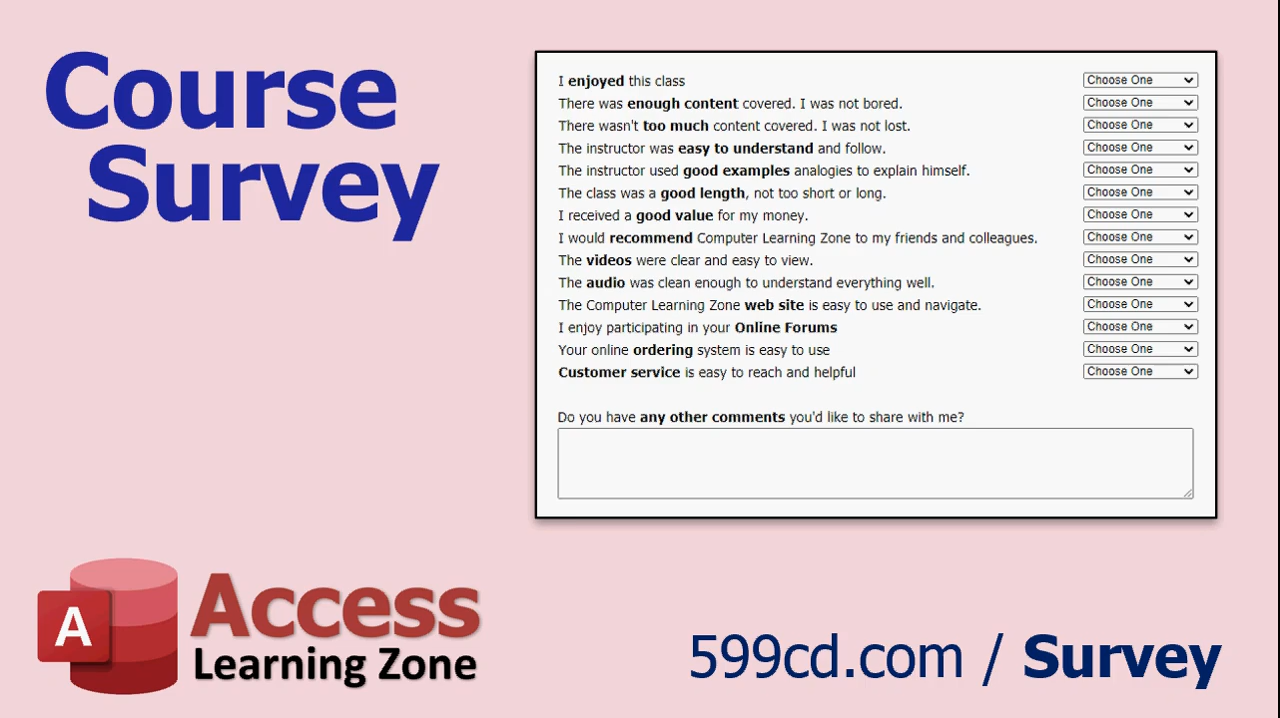 Course
Survey
I enjoyed this class Choose One
There was enough content covered. I was not bored. Choose One
There wasn't too much content covered. I was not lost. Choose One
The instructor was easy to understand and follow. Choose One
The instructor used good examples analogies to explain himself. Choose One
The class was a good length, not too short or long. Choose One
I received a good value for my money. Choose One
I would recommend Computer Learning Zone to my friends and colleagues. Choose One
The videos were clear and easy to view. Choose One
The audio was clean enough to understand everything well. Choose One
The Computer Learning Zone web site is easy to use and navigate. Choose One
I enjoy participating in your Online Forums Choose One
Your online ordering system is easy to use Choose One
Customer service is easy to reach and helpful Choose One
Do you have any other comments you'd like to share with me?
A
Access
Learning Zone
599cd.com / Survey